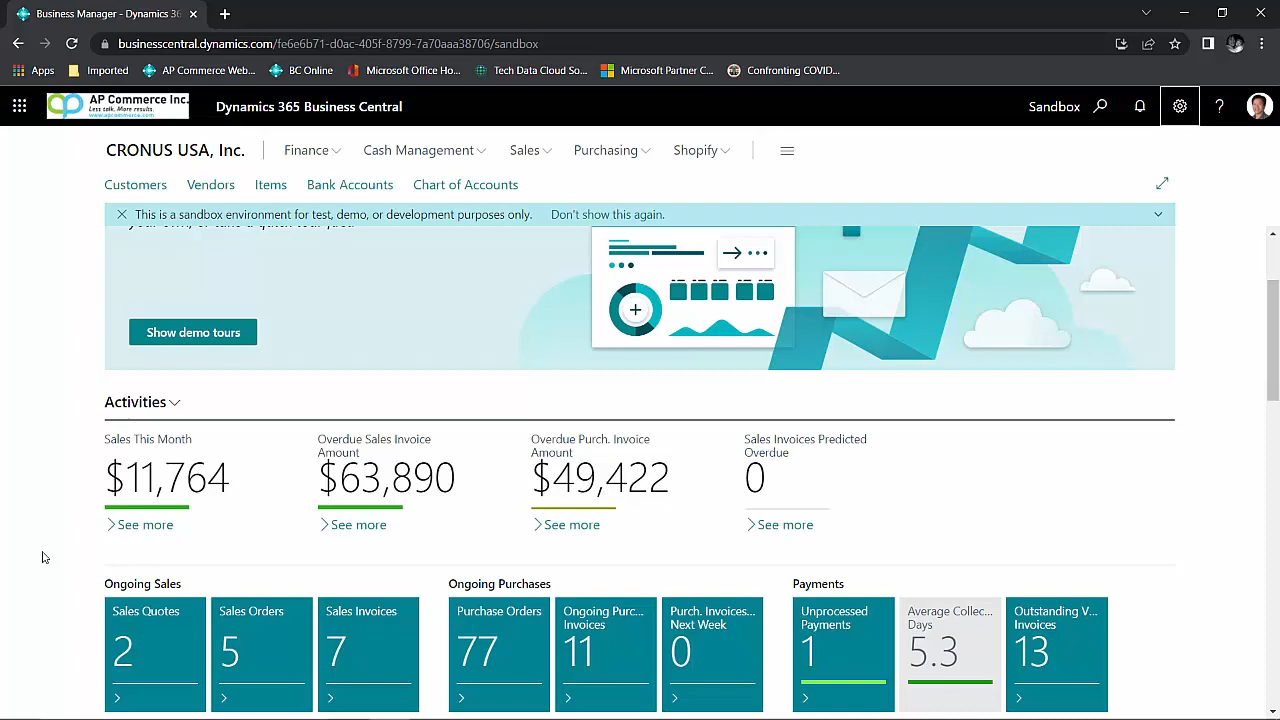 Business Manager - Dynamics 36
businesscentral.dynamics.com/fe6e6b71-d0ac-405f-8799-7a70aaa38706/sandbox
Apps Imported AP Commerce Web... BC Online Microsoft Office Ho... Tech Data Cloud So... Microsoft Partner C... Confronting COVID...
AP Commerce Inc.
Less talk. More results.
www.apcommerce.com
Dynamics 365 Business Central
Sandbox
CRONUS USA, Inc. Finance Cash Management Sales Purchasing Shopify
Customers Vendors Items Bank Accounts Chart of Accounts
This is a sandbox environment for test, demo, or development purposes only. Don't show this again.
Show demo tours
Activities
Sales This Month
$11,764
See more
Overdue Sales Invoice
Amount
$63,890
See more
Overdue Purch. Invoice
Amount
$49,422
See more
Sales Invoices Predicted
Overdue
0
See more
Ongoing Sales
Sales Quotes
2
Sales Orders
5
Sales Invoices
7
Ongoing Purchases
Purchase Orders
77
Ongoing Purc...
Invoices
11
Purch. Invoices...
Next Week
0
Payments
Unprocessed
Payments
1
Average Collec...
Days
5.3
Outstanding V...
Invoices
13